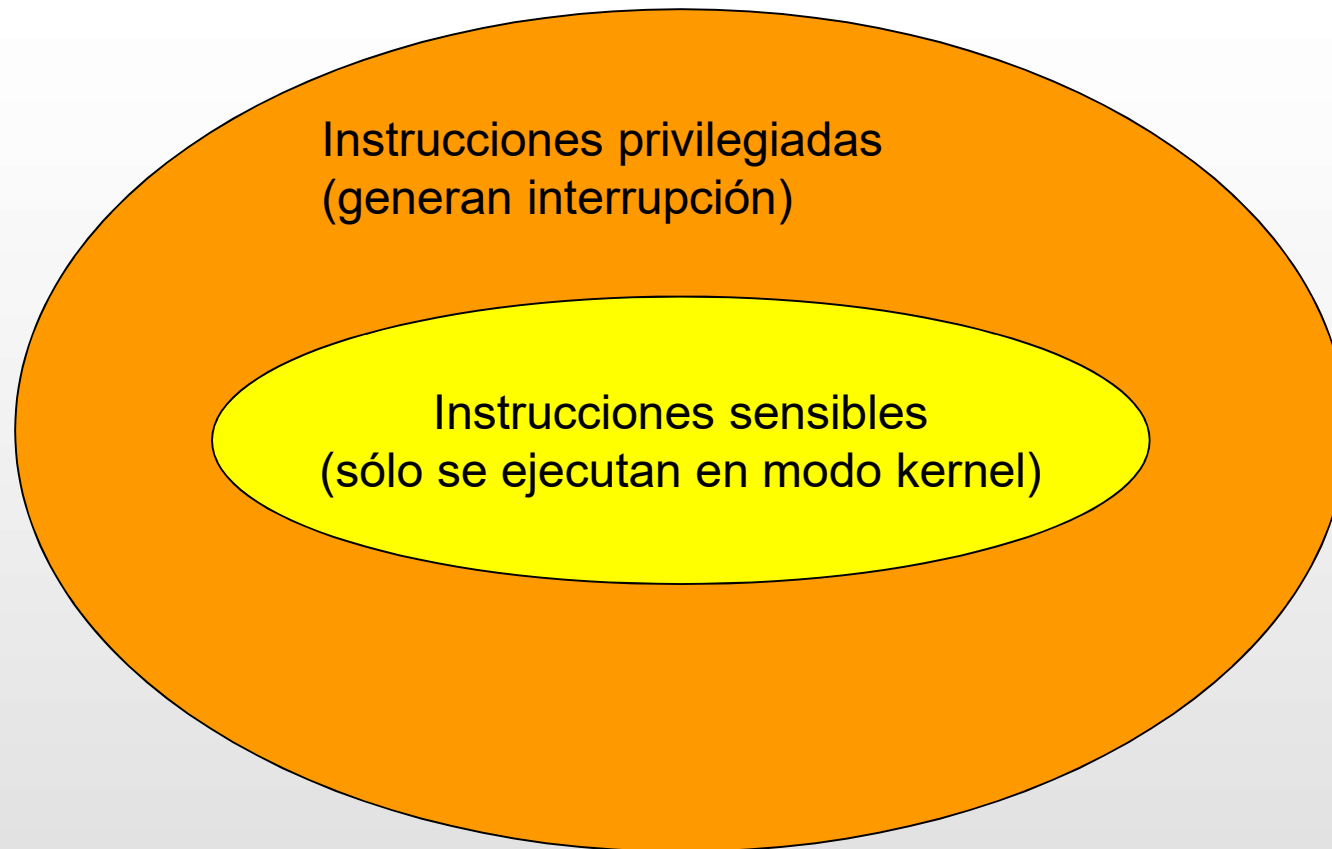 Instrucciones privilegiadas
(generan interrupción)
Instrucciones sensibles
(sólo se ejecutan en modo kernel)